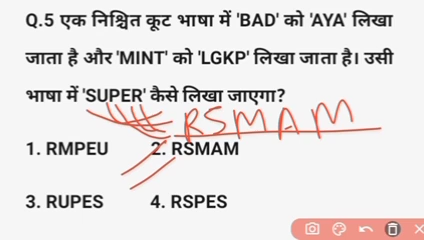 Q.5 एक निश्चित कूट भाषा में 'BAD' को 'AYA' लिखा
जाता है और 'MINT' को 'LGKP' लिखा जाता है। उसी
भाषा में 'SUPER' कैसे लिखा जाएगा?
RSMAM
1. RMPEU 2. RSMAM
3. RUPES 4. RSPES